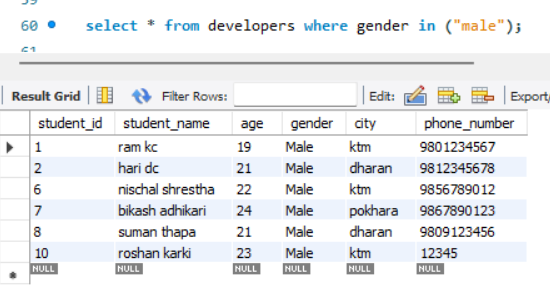 60 select * from developers where gender in ("male");
61
Result Grid Filter Rows: Edit: Export/
student_id student_name age gender city phone_number
1 ram kc 19 Male ktm 9801234567
2 hari dc 21 Male dharan 9812345678
6 nischal shrestha 22 Male ktm 9856789012
7 bikash adhikari 24 Male pokhara 9867890123
8 suman thapa 21 Male dharan 9809123456
10 roshan karki 23 Male ktm 12345
NULL NULL NULL NULL NULL NULL